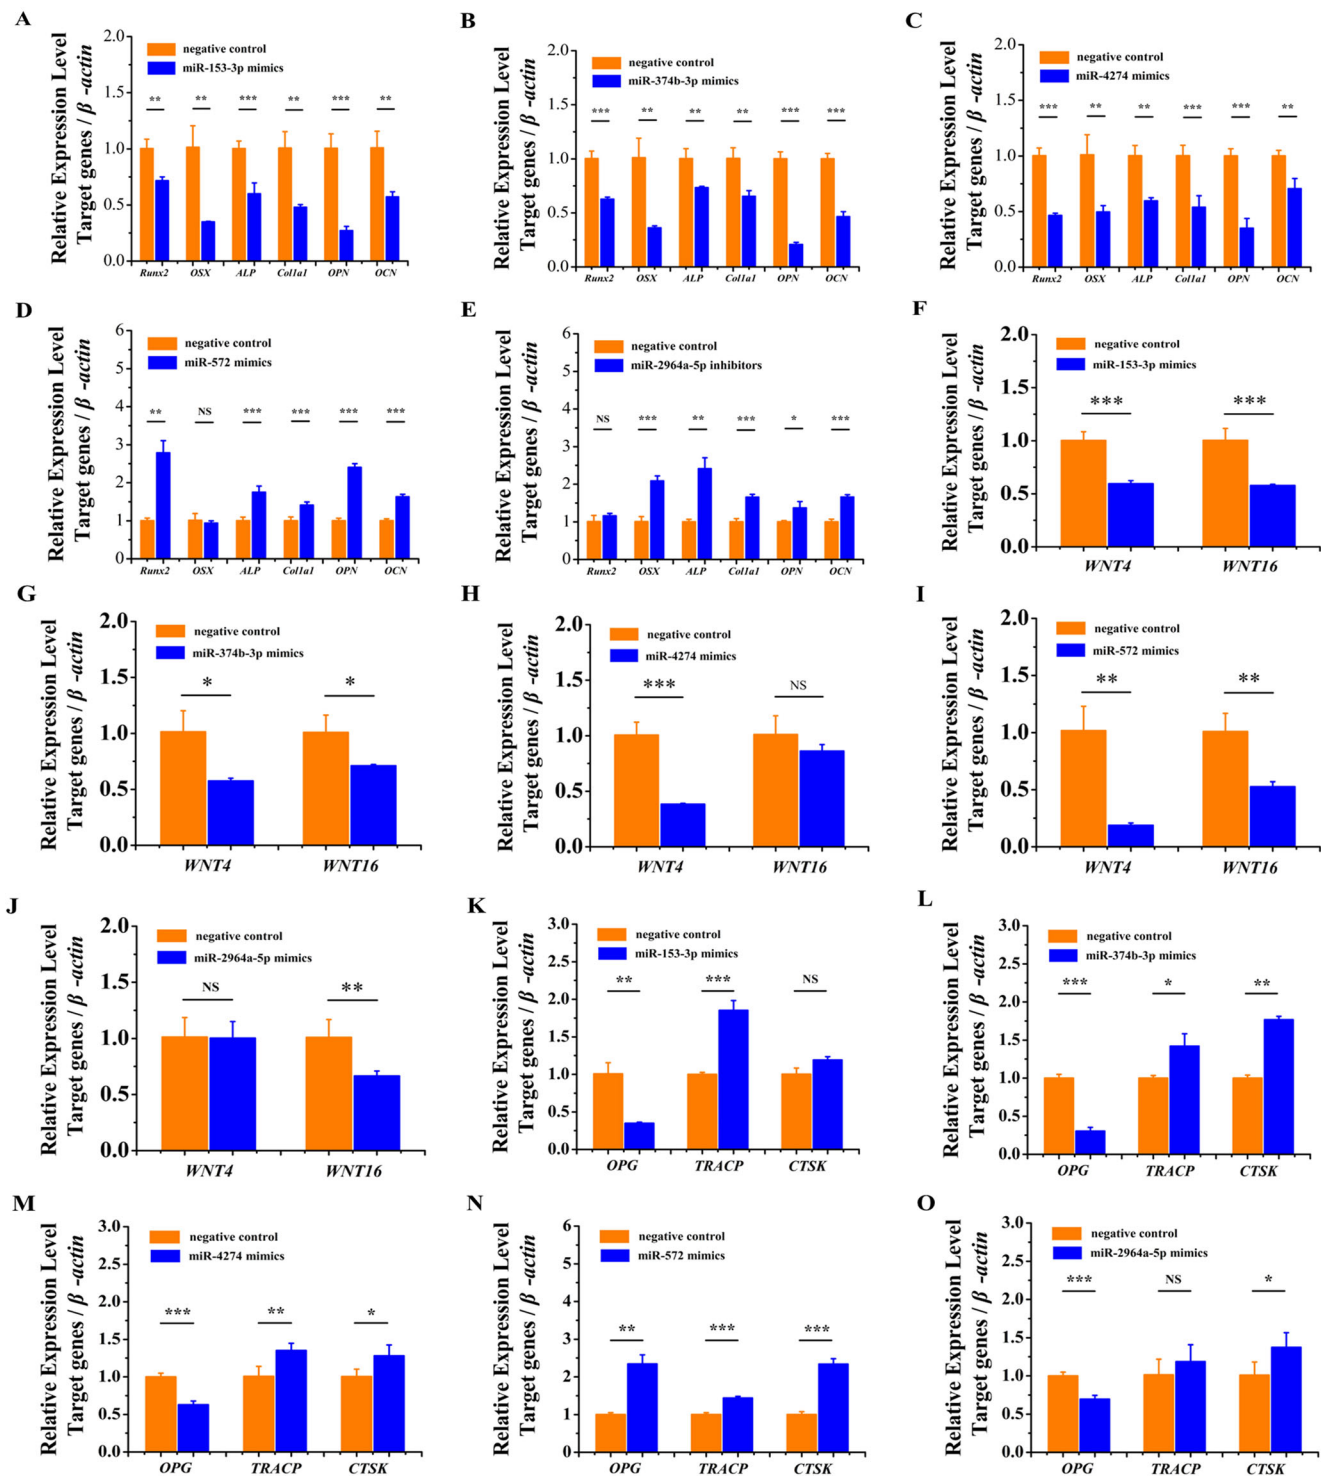 A
Relative Expression Level
Target genes / β -actin
2.0
1.5
1.0
0.5
0.0
negative control
miR-153-3p mimics
** ** *** ** *** **
Runx2 OSX ALP Col1a1 OPN OCN
B
Relative Expression Level
Target genes / β -actin
2.0
1.5
1.0
0.5
0.0
negative control
miR-374b-3p mimics
*** ** ** ** *** ***
Runx2 OSX ALP Col1a1 OPN OCN
C
Relative Expression Level
Target genes / β -actin
2.0
1.5
1.0
0.5
0.0
negative control
miR-4274 mimics
*** ** ** *** *** **
Runx2 OSX ALP Col1a1 OPN OCN
D
Relative Expression Level
Target genes / β -actin
6
5
4
3
2
1
0
negative control
miR-572 mimics
** NS *** *** *** ***
Runx2 OSX ALP Col1a1 OPN OCN
E
Relative Expression Level
Target genes / β -actin
6
5
4
3
2
1
0
negative control
miR-2964a-5p inhibitors
NS *** ** *** * ***
Runx2 OSX ALP Col1a1 OPN OCN
F
Relative Expression Level
Target genes / β -actin
2.0
1.5
1.0
0.5
0.0
negative control
miR-153-3p mimics
*** ***
WNT4 WNT16
G
Relative Expression Level
Target genes / β -actin
2.0
1.5
1.0
0.5
0.0
negative control
miR-374b-3p mimics
* *
WNT4 WNT16
H
Relative Expression Level
Target genes / β -actin
2.0
1.5
1.0
0.5
0.0
negative control
miR-4274 mimics
*** NS
WNT4 WNT16
I
Relative Expression Level
Target genes / β -actin
2.0
1.5
1.0
0.5
0.0
negative control
miR-572 mimics
** **
WNT4 WNT16
J
Relative Expression Level
Target genes / β -actin
2.0
1.5
1.0
0.5
0.0
negative control
miR-2964a-5p mimics
NS **
WNT4 WNT16
K
Relative Expression Level
Target genes / β -actin
3.0
2.5
2.0
1.5
1.0
0.5
0.0
negative control
miR-153-3p mimics
** *** NS
OPG TRACP CTSK
L
Relative Expression Level
Target genes / β -actin
3.0
2.5
2.0
1.5
1.0
0.5
0.0
negative control
miR-374b-3p mimics
*** * **
OPG TRACP CTSK
M
Relative Expression Level
Target genes / β -actin
3.0
2.5
2.0
1.5
1.0
0.5
0.0
negative control
miR-4274 mimics
*** ** *
OPG TRACP CTSK
N
Relative Expression Level
Target genes / β -actin
6
5
4
3
2
1
0
negative control
miR-572 mimics
** *** ***
OPG TRACP CTSK
O
Relative Expression Level
Target genes / β -actin
3.0
2.5
2.0
1.5
1.0
0.5
0.0
negative control
miR-2964a-5p mimics
*** NS *
OPG TRACP CTSK